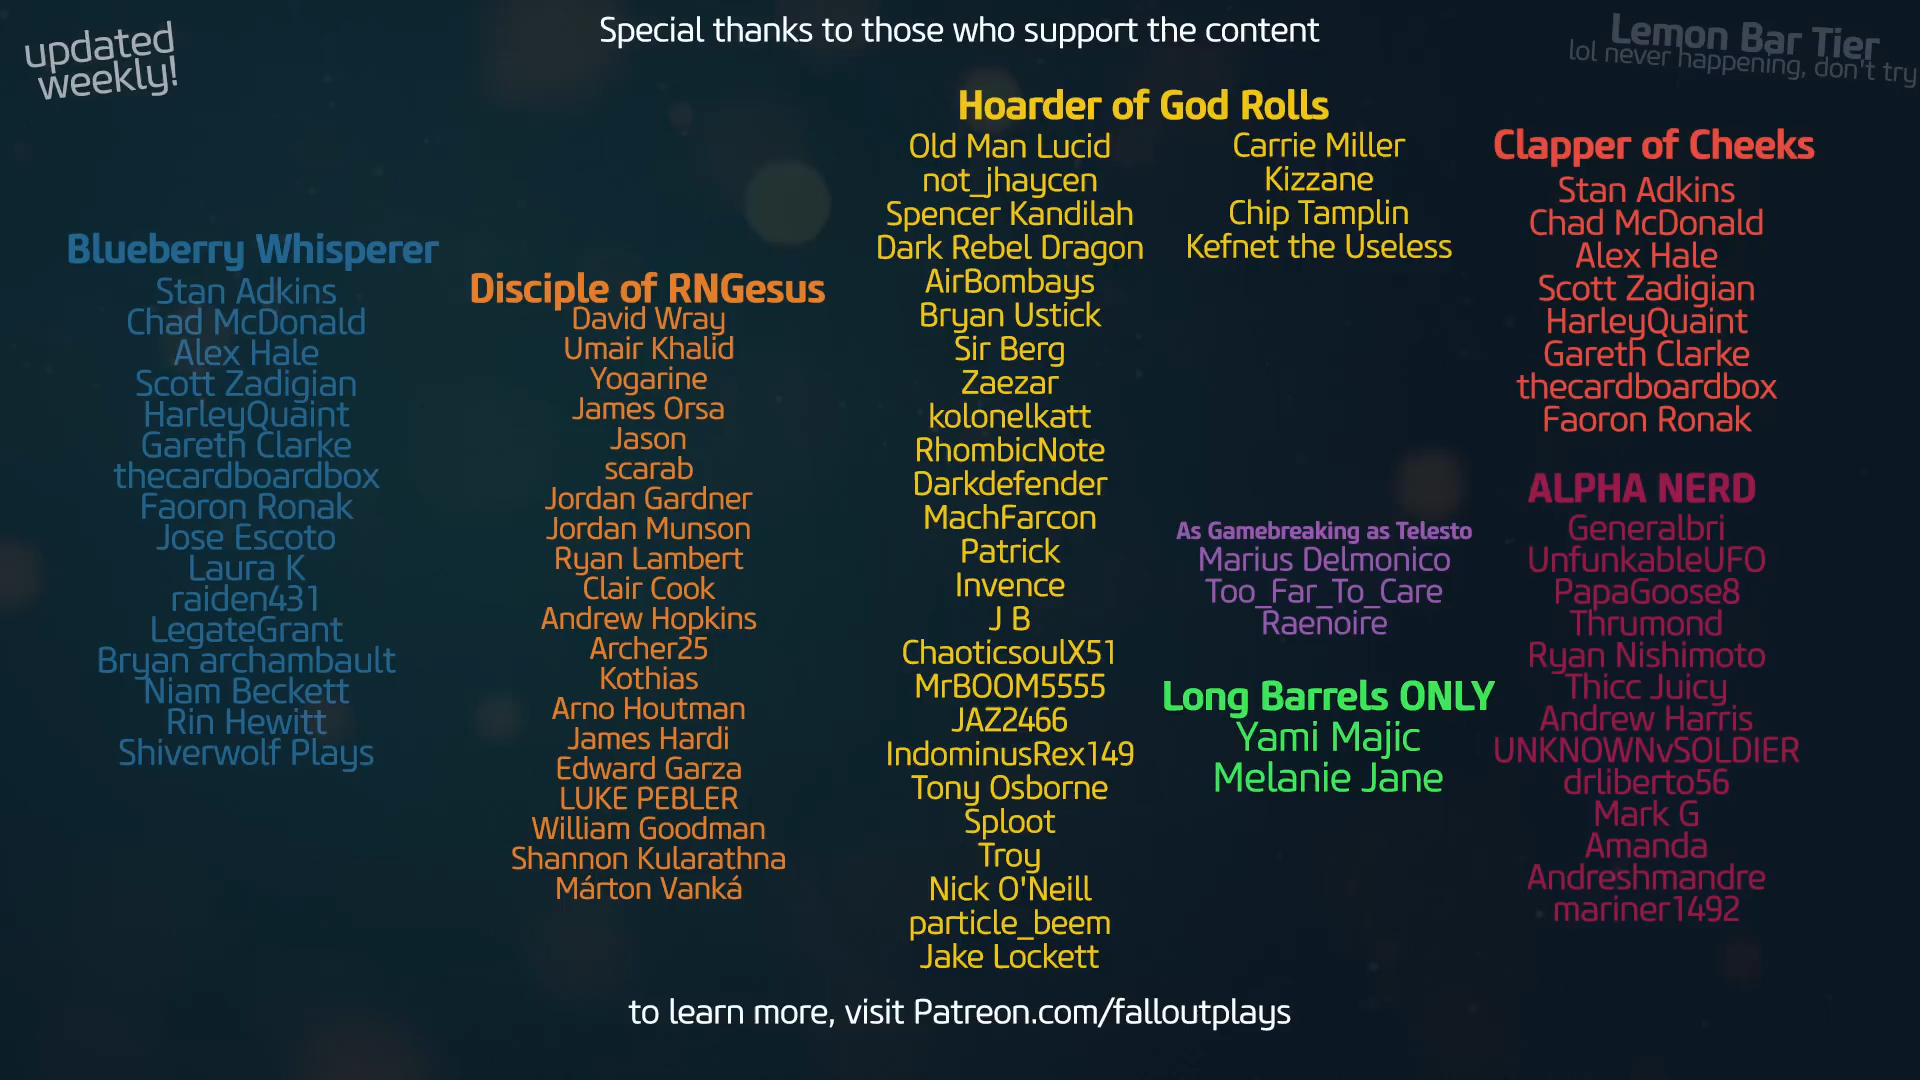 updated
weekly!
Special thanks to those who support the content
Lemon Bar Tier
lol never happening, don't try
Blueberry Whisperer
Stan Adkins
Chad McDonald
Alex Hale
Scott Zadigian
HarleyQuaint
Gareth Clarke
thecardboardbox
Faoron Ronak
Jose Escoto
Laura K
raiden431
LegateGrant
Bryan archambault
Niam Beckett
Rin Hewitt
Shiverwolf Plays
Disciple of RNGesus
David Wray
Umair Khalid
Yogarine
James Orsa
Jason
scarab
Jordan Gardner
Jordan Munson
Ryan Lambert
Clair Cook
Andrew Hopkins
Archer25
Kothias
Arno Houtman
James Hardi
Edward Garza
LUKE PEBLER
William Goodman
Shannon Kularathna
Márton Vanká
Hoarder of God Rolls
Old Man Lucid
not_jhaycen
Spencer Kandilah
Dark Rebel Dragon
AirBombays
Bryan Ustick
Sir Berg
Zaezar
kolonelkatt
RhombicNote
Darkdefender
MachFarcon
Patrick
Invence
J B
ChaoticsoulX51
MrBOOM5555
JAZ2466
IndominusRex149
Tony Osborne
Sploot
Troy
Nick O'Neill
particle_beem
Jake Lockett
Carrie Miller
Kizzane
Chip Tamplin
Kefnet the Useless
As Gamebreaking as Telesto
Marius Delmonico
Too_Far_To_Care
Raenoire
Long Barrels ONLY
Yami Majic
Melanie Jane
Clapper of Cheeks
Stan Adkins
Chad McDonald
Alex Hale
Scott Zadigian
HarleyQuaint
Gareth Clarke
thecardboardbox
Faoron Ronak
ALPHA NERD
Generalbri
UnfunkableUFO
PapaGoose8
Thrumond
Ryan Nishimoto
Thicc Juicy
Andrew Harris
UNKNOWNvSOLDIER
drliberto56
Mark G
Amanda
Andreshmandre
mariner1492
to learn more, visit Patreon.com/falloutplays